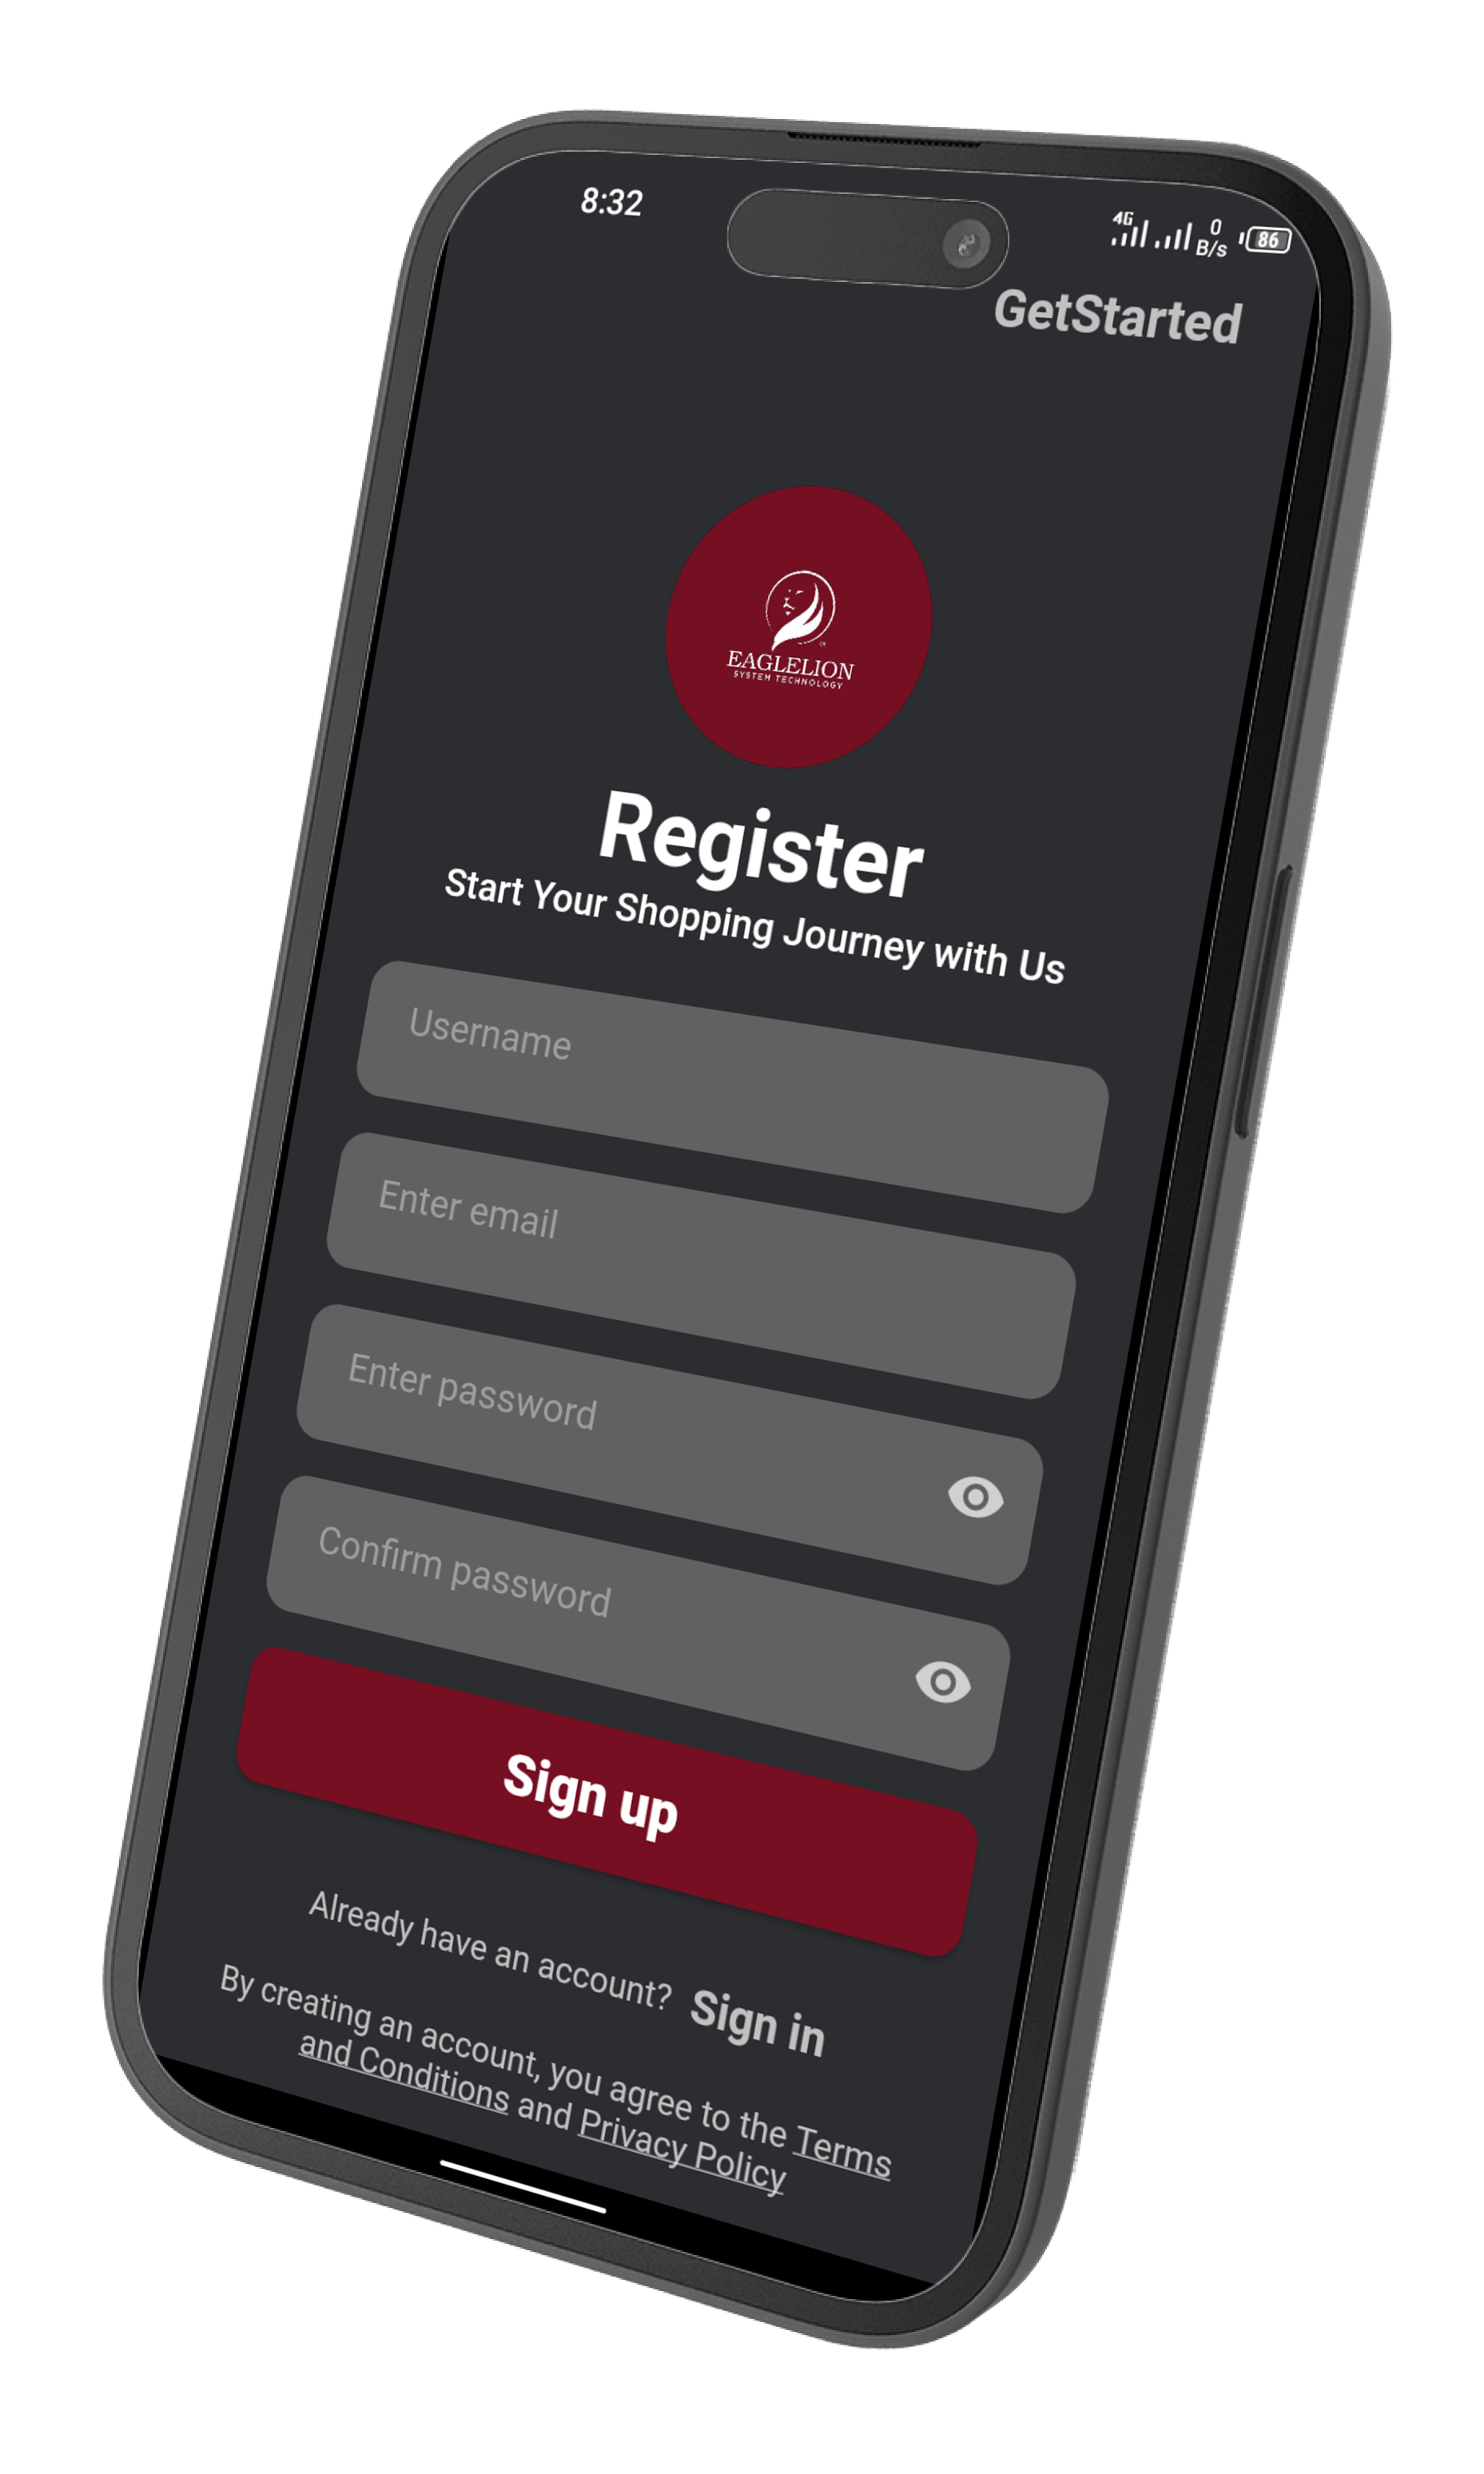 8:32
4G
0
B/s
86
GetStarted
EAGLELION
SYSTEM TECHNOLOGY
Register
Start Your Shopping Journey with Us
Username
Enter email
Enter password
Confirm password
Sign up
Already have an account? Sign in
By creating an account, you agree to the Terms
and Conditions and Privacy Policy